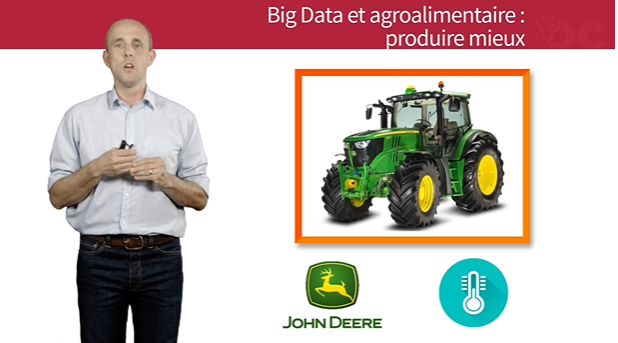 Big Data et agroalimentaire :
produire mieux
JOHN DEERE